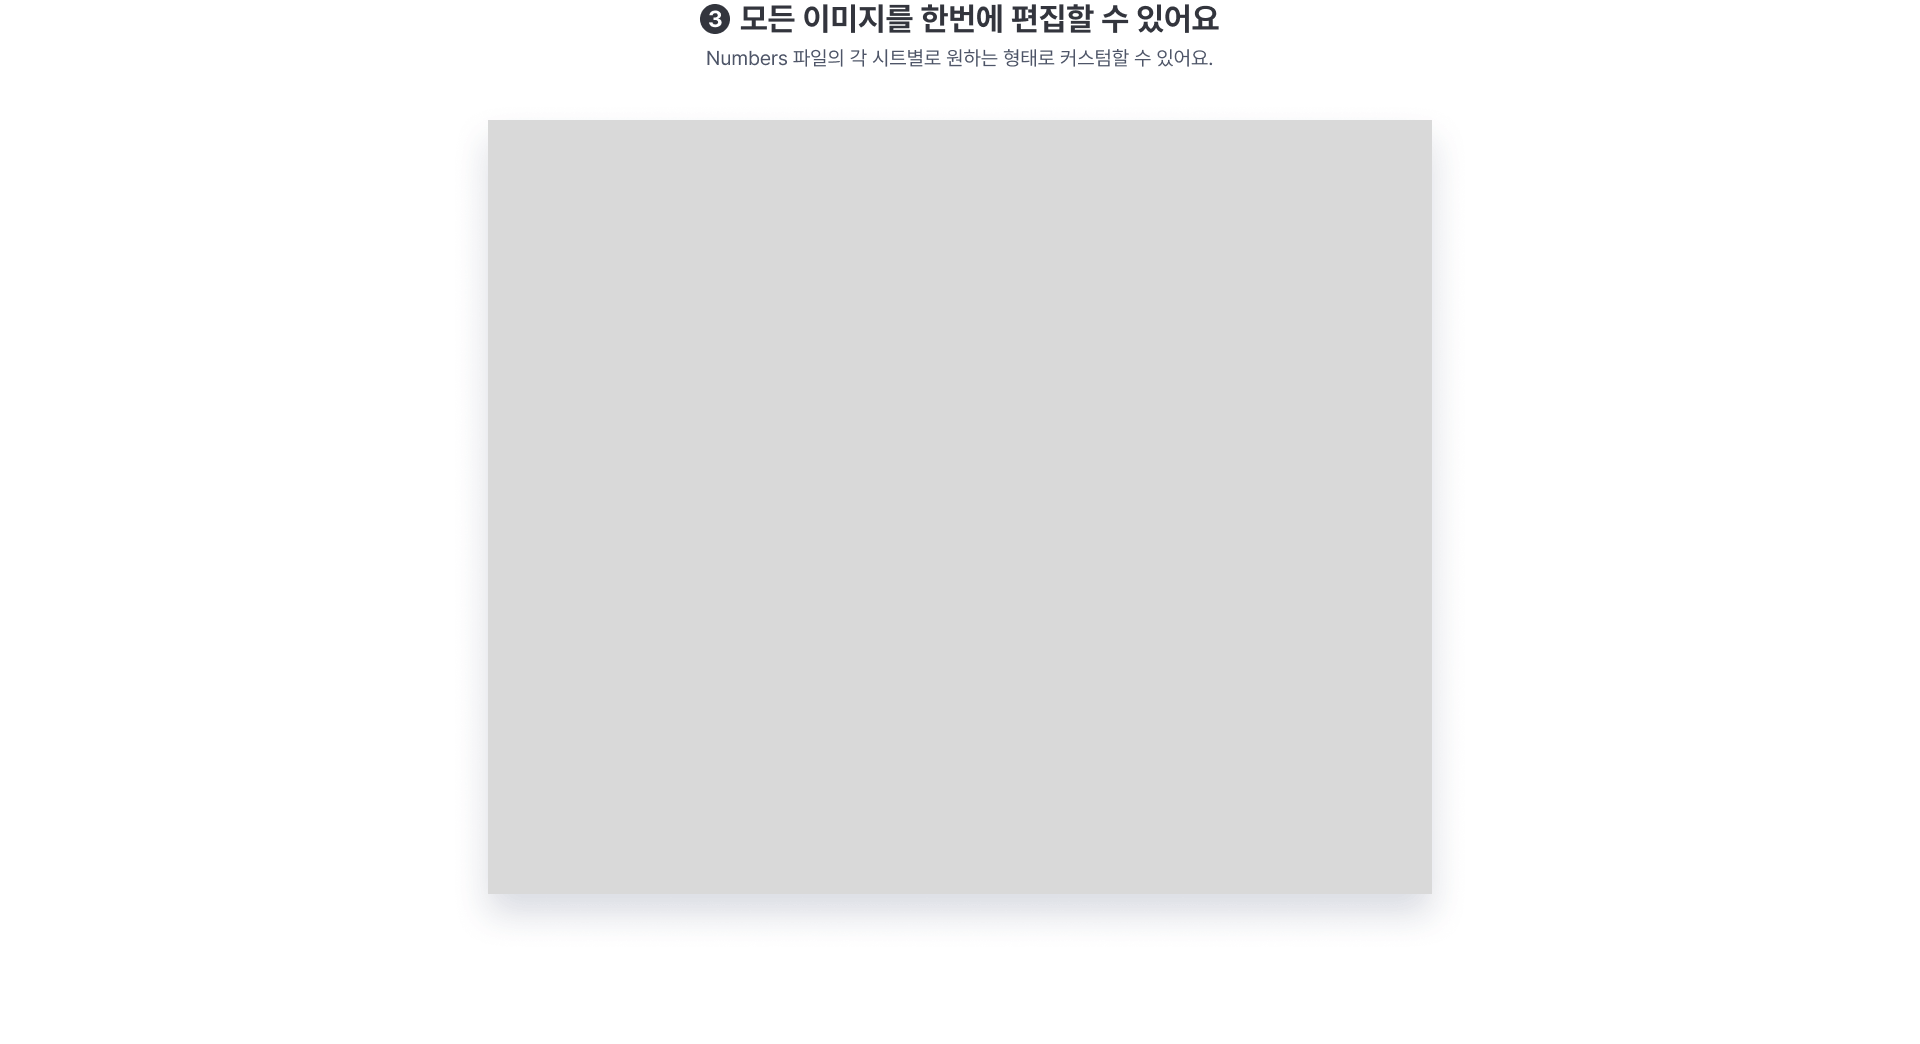 ❸ 모든 이미지를 한번에 편집할 수 있어요
Numbers 파일의 각 시트별로 원하는 형태로 커스텀할 수 있어요.